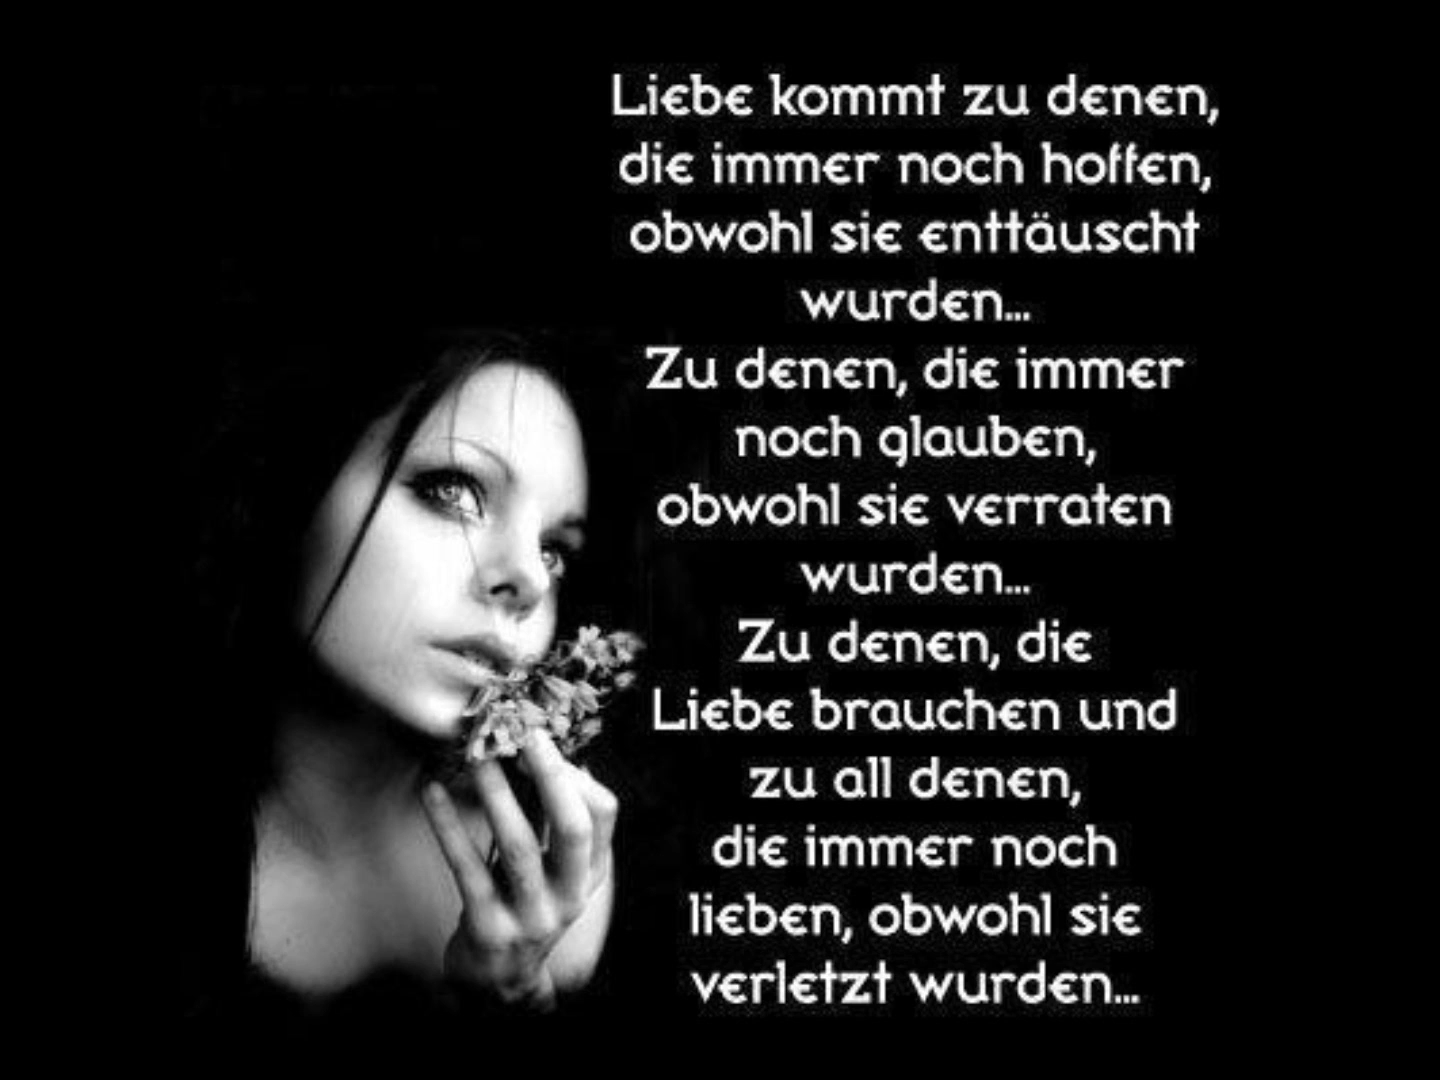 Liebe kommt zu denen,
die immer noch hoffen,
obwohl sie enttäuscht
wurden...
Zu denen, die immer
noch glauben,
obwohl sie verraten
wurden...
Zu denen, die
Liebe brauchen und
zu all denen,
die immer noch
lieben, obwohl sie
verletzt wurden...